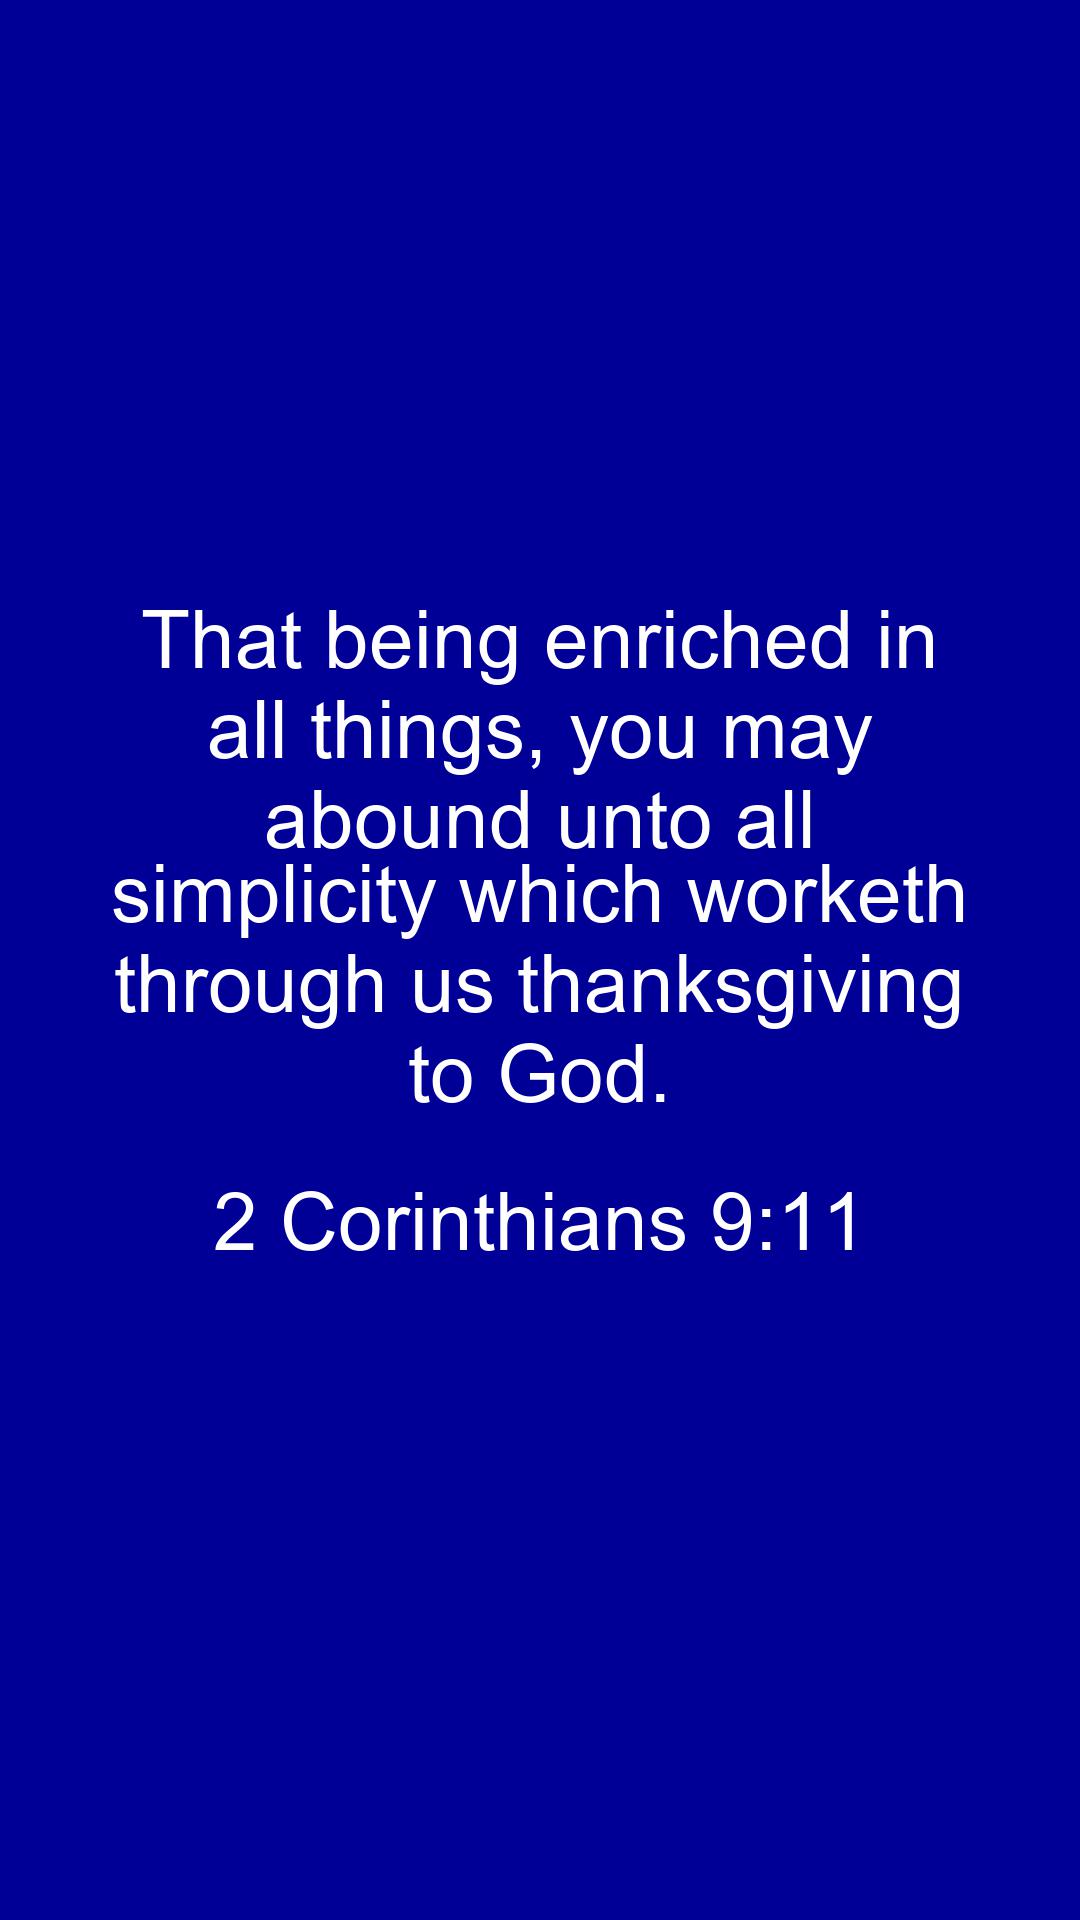 That being enriched in
all things, you may
abound unto all
simplicity which worketh
through us thanksgiving
to God.
2 Corinthians 9:11